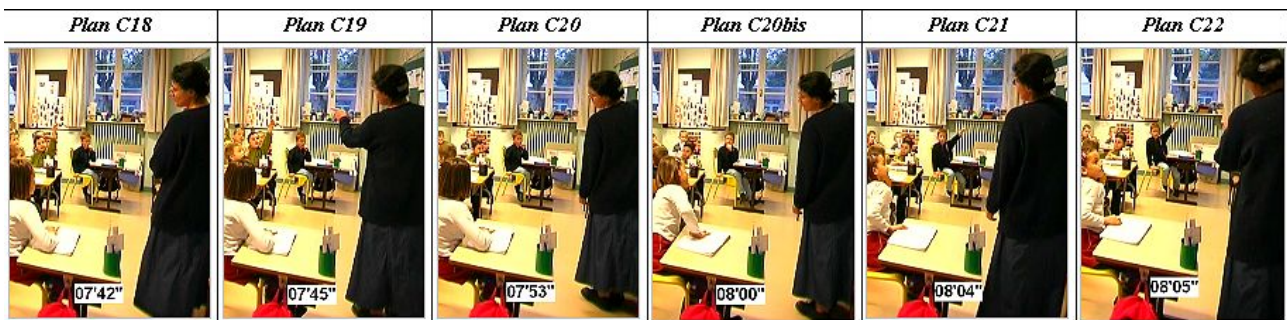 Plan C18 Plan C19 Plan C20 Plan C20bis Plan C21 Plan C22
07'42" 07'45" 07'53" 08'00" 08'04" 08'05"